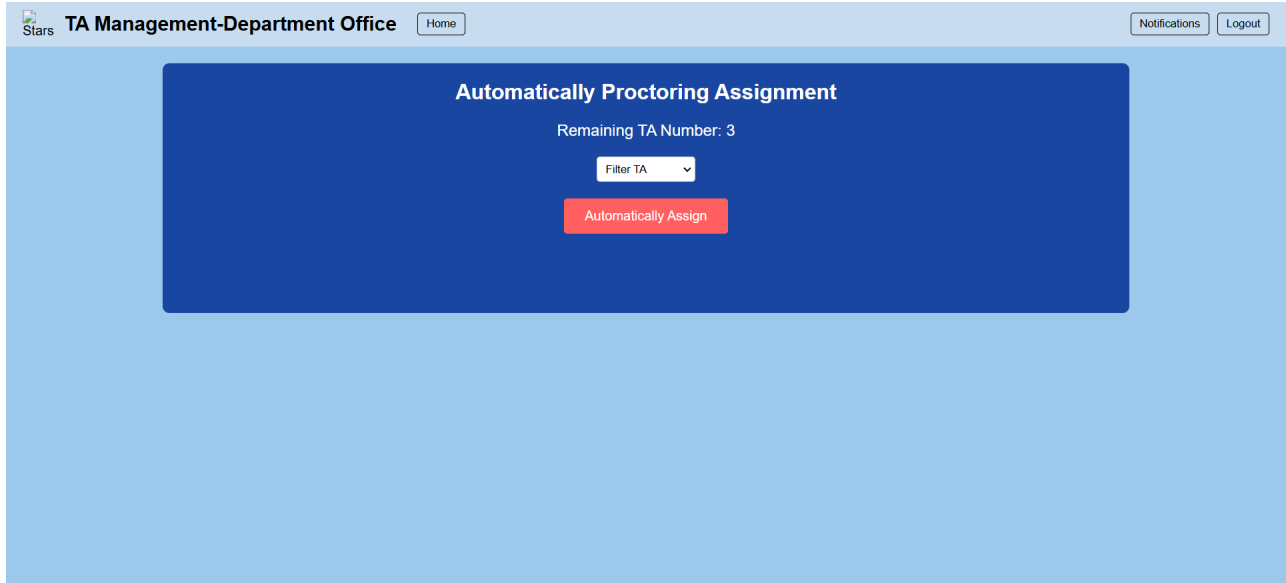 Stars TA Management-Department Office Home Notifications Logout
Automatically Proctoring Assignment
Remaining TA Number: 3
Filter TA
Automatically Assign